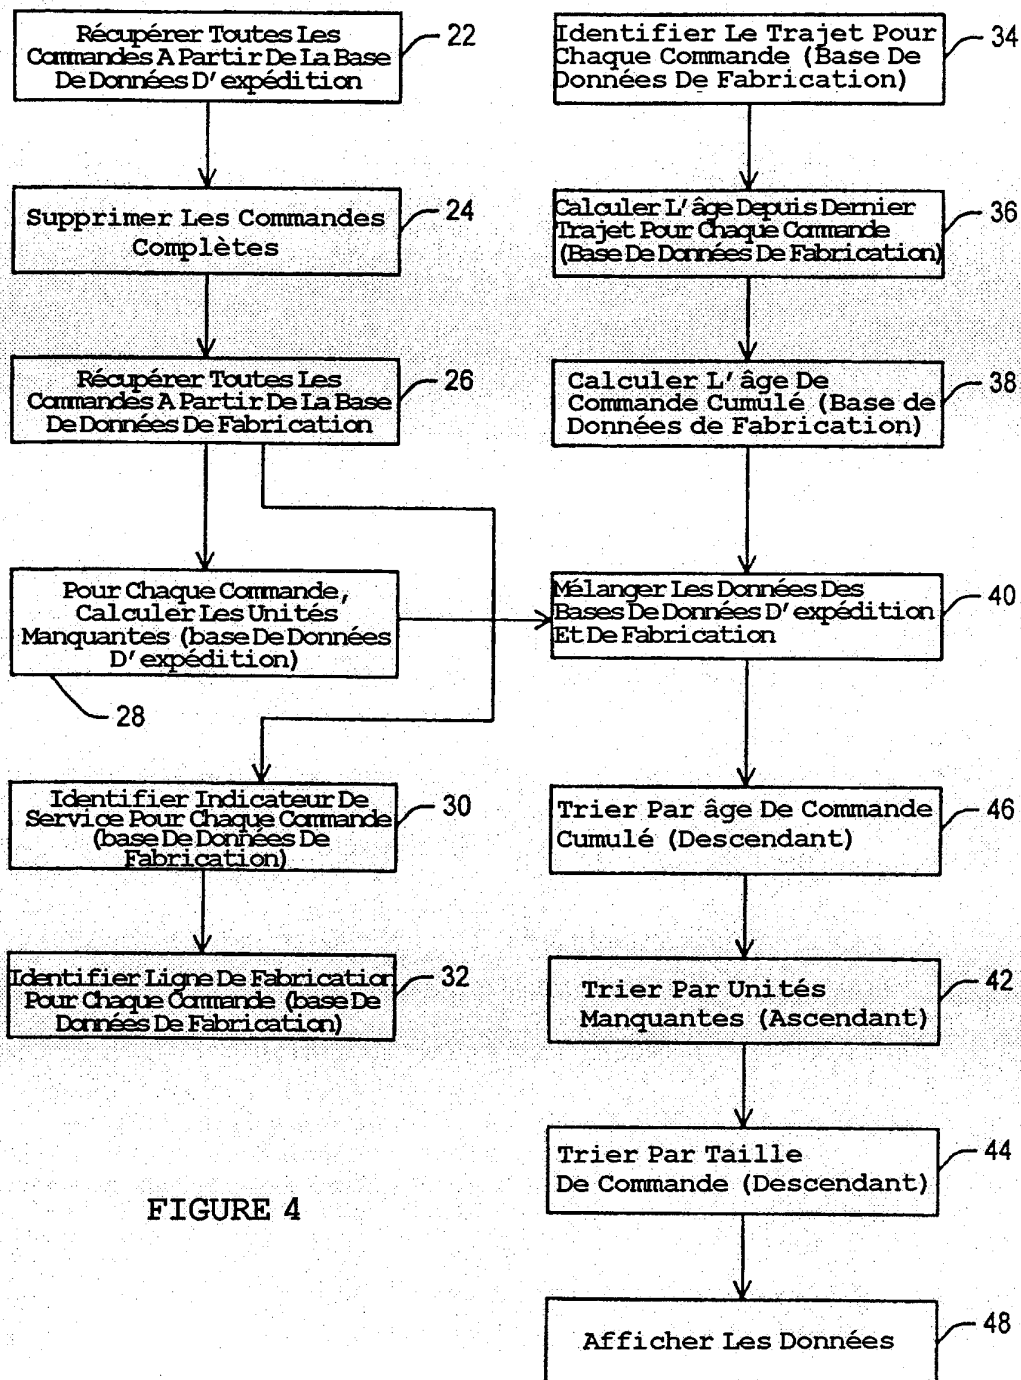 Récupérer Toutes Les
Commandes A Partir De La Base
De Données D'expédition
22
Supprimer Les Commandes
Complètes
24
Récupérer Toutes Les
Commandes A Partir De La Base
De Données De Fabrication
26
Pour Chaque Commande,
Calculer Les Unités
Manquantes (base De Données
D'expédition)
28
Identifier Indicateur De
Service Pour Chaque Commande
(base De Données De
Fabrication)
30
Identifier Ligne De Fabrication
Pour Chaque Commande (base De
Données De Fabrication)
32
Identifier Le Trajet Pour
Chaque Commande (Base De
Données De Fabrication)
34
Calculer L'âge Depuis Dernier
Trajet Pour Chaque Commande
(Base De Données De Fabrication)
36
Calculer L'âge De
Commande Cumulé (Base de
Données de Fabrication)
38
Mélanger Les Données Des
Bases De Données D'expédition
Et De Fabrication
40
Trier Par âge De Commande
Cumulé (Descendant)
46
Trier Par Unités
Manquantes (Ascendant)
42
Trier Par Taille
De Commande (Descendant)
44
Afficher Les Données
48
FIGURE 4